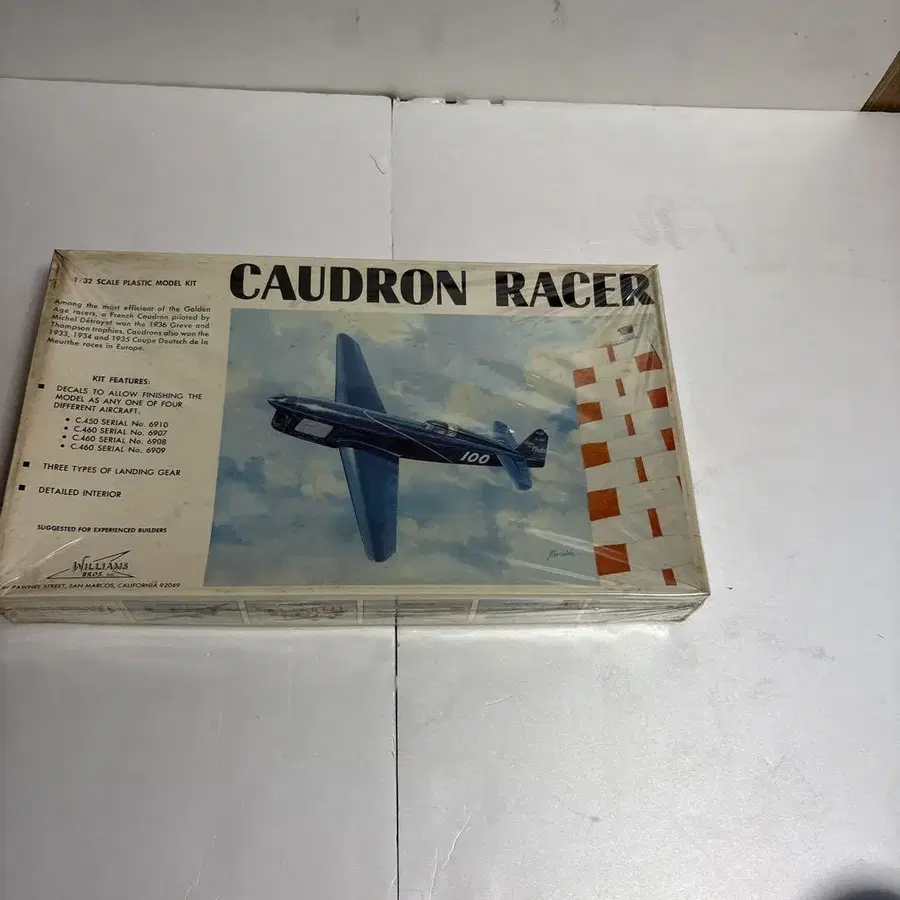 CAUDRON RACER
1/32 SCALE PLASTIC MODEL KIT
Among the most efficient of the Golden
Age racers, a French Caudron piloted by
Michel Détroyat won the 1936 Greve and
Thompson trophies. Caudrons also won the
1933, 1934 and 1935 Coupe Deutsch de la
Meurthe races in Europe.
KIT FEATURES:
DECALS TO ALLOW FINISHING THE
MODEL AS ANY ONE OF FOUR
DIFFERENT AIRCRAFT.
• C.450 SERIAL No. 6910
• C.460 SERIAL No. 6907
• C.460 SERIAL No. 6908
• C.460 SERIAL No. 6909
THREE TYPES OF LANDING GEAR
DETAILED INTERIOR
SUGGESTED FOR EXPERIENCED BUILDERS
WILLIAMS
BROS. INC.
PAWNEE STREET, SAN MARCOS, CALIFORNIA 92069
100